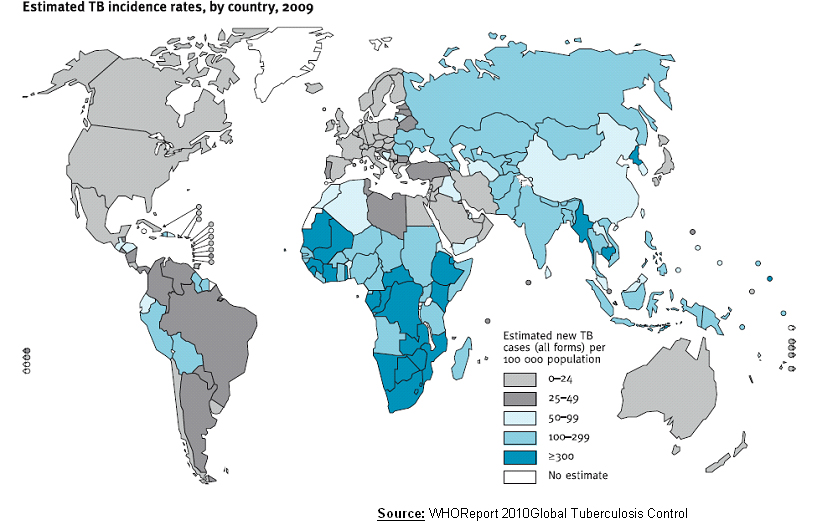 Estimated TB incidence rates, by country, 2009
Estimated new TB
cases (all forms) per
100 000 population
0–24
25–49
50–99
100–299
≥300
No estimate
Source: WHOReport 2010Global Tuberculosis Control